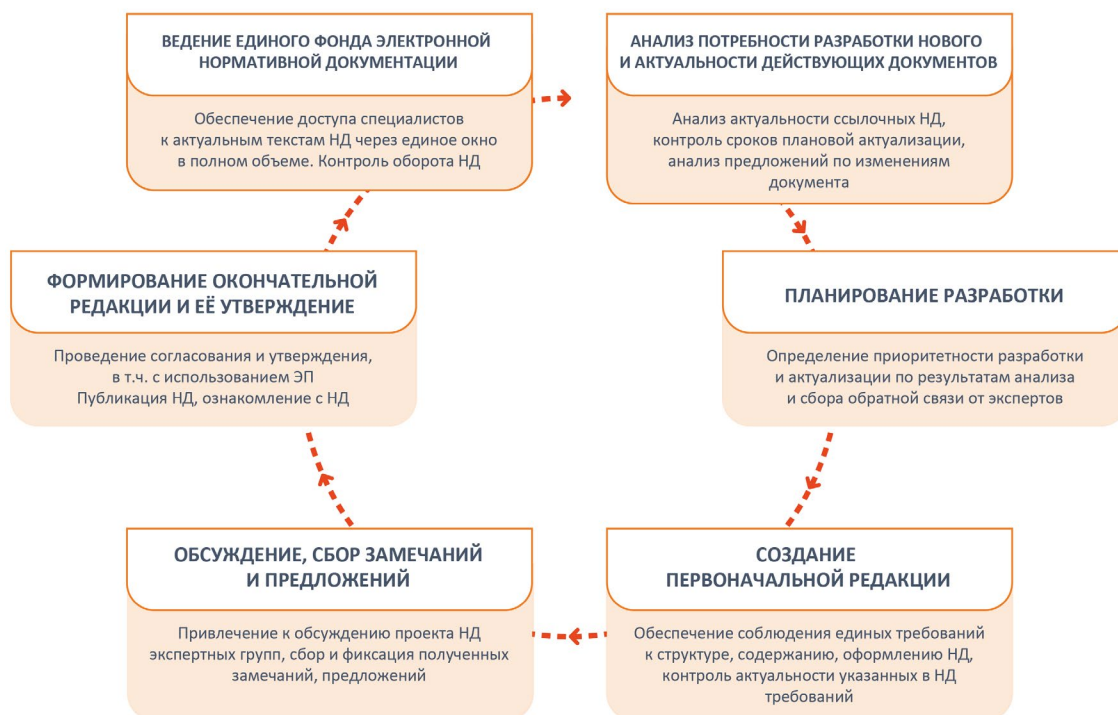 ВЕДЕНИЕ ЕДИНОГО ФОНДА ЭЛЕКТРОННОЙ
НОРМАТИВНОЙ ДОКУМЕНТАЦИИ
Обеспечение доступа специалистов
к актуальным текстам НД через единое окно
в полном объеме. Контроль оборота НД
АНАЛИЗ ПОТРЕБНОСТИ РАЗРАБОТКИ НОВОГО
И АКТУАЛЬНОСТИ ДЕЙСТВУЮЩИХ ДОКУМЕНТОВ
Анализ актуальности ссылочных НД,
контроль сроков плановой актуализации,
анализ предложений по изменениям
документа
ФОРМИРОВАНИЕ ОКОНЧАТЕЛЬНОЙ
РЕДАКЦИИ И ЕЁ УТВЕРЖДЕНИЕ
Проведение согласования и утверждения,
в т.ч. с использованием ЭП
Публикация НД, ознакомление с НД
ПЛАНИРОВАНИЕ РАЗРАБОТКИ
Определение приоритетности разработки
и актуализации по результатам анализа
и сбора обратной связи от экспертов
ОБСУЖДЕНИЕ, СБОР ЗАМЕЧАНИЙ
И ПРЕДЛОЖЕНИЙ
Привлечение к обсуждению проекта НД
экспертных групп, сбор и фиксация полученных
замечаний, предложений
СОЗДАНИЕ
ПЕРВОНАЧАЛЬНОЙ РЕДАКЦИИ
Обеспечение соблюдения единых требований
к структуре, содержанию, оформлению НД,
контроль актуальности указанных в НД
требований